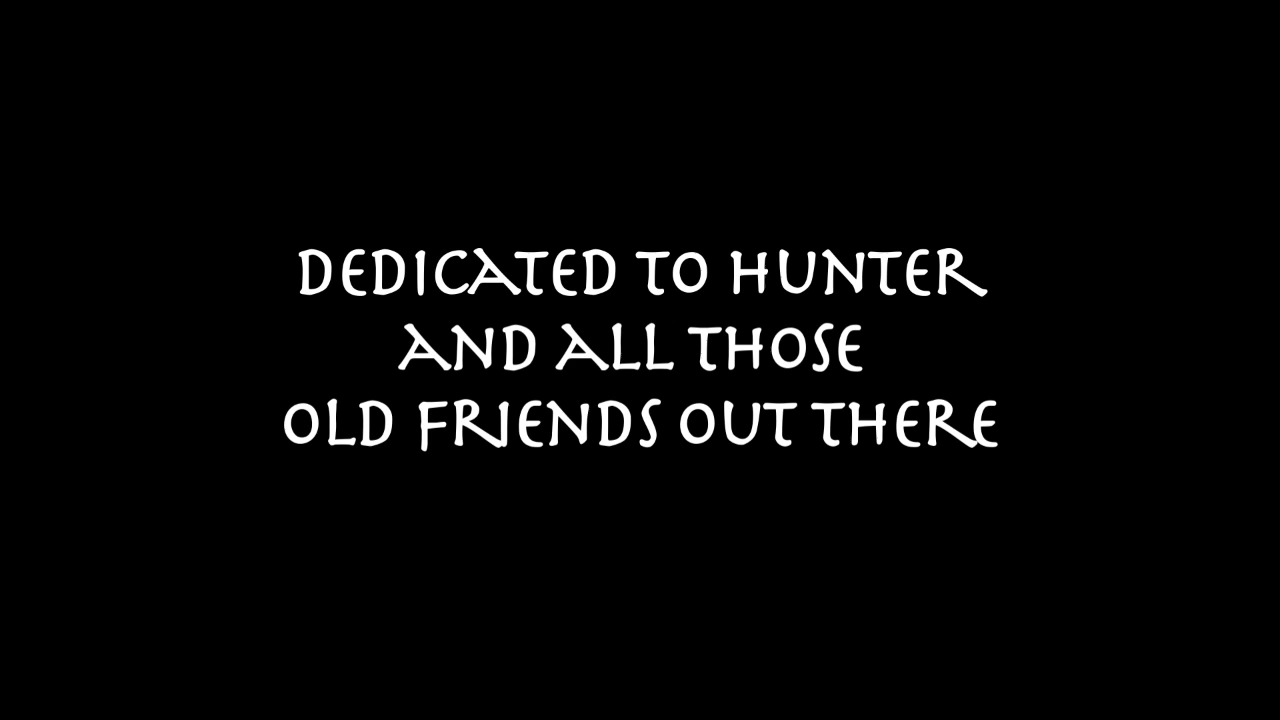 DEDICATED TO HUNTER
AND ALL THOSE
OLD FRIENDS OUT THERE